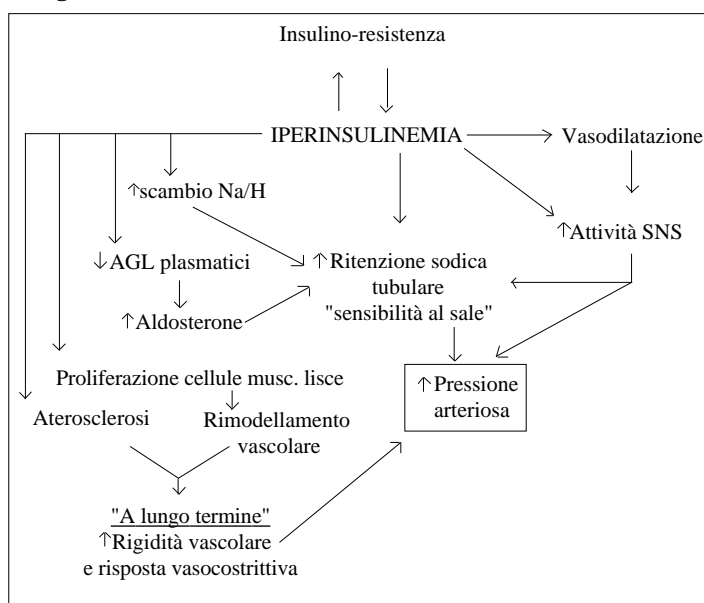 Insulino-resistenza
IPERINSULINEMIA
Vasodilatazione
↑scambio Na/H
↑Attività SNS
↓ AGL plasmatici
↑ Ritenzione sodica
tubulare
"sensibilità al sale"
↑Aldosterone
Proliferazione cellule musc. lisce
↑ Pressione
arteriosa
Aterosclerosi
Rimodellamento
vascolare
"A lungo termine"
↑Rigidità vascolare
e risposta vasocostrittiva